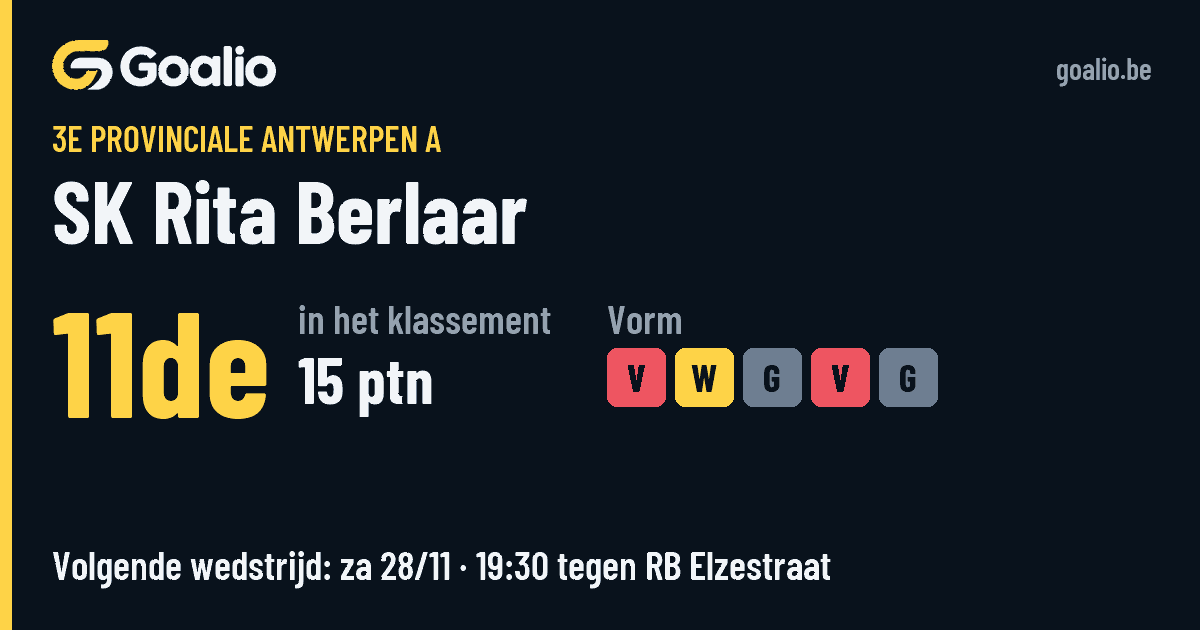 Goalio
goalio.be
3E PROVINCIALE ANTWERPEN A
SK Rita Berlaar
11de
in het klassement
15 ptn
Vorm
V W G V G
Volgende wedstrijd: za 28/11 · 19:30 tegen RB Elzestraat